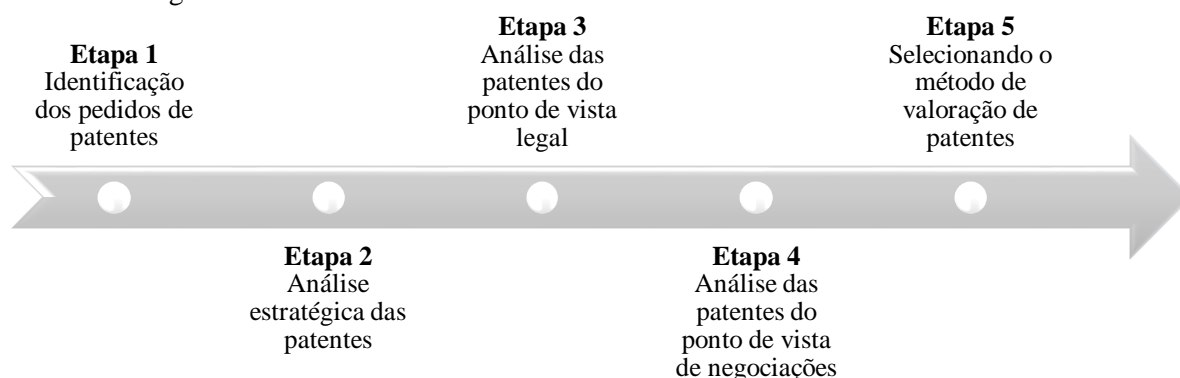 Etapa 1
Identificação
dos pedidos de
patentes
Etapa 2
Análise
estratégica das
patentes
Etapa 3
Análise das
patentes do
ponto de vista
legal
Etapa 4
Análise das
patentes do
ponto de vista
de negociações
Etapa 5
Selecionando o
método de
valoração de
patentes